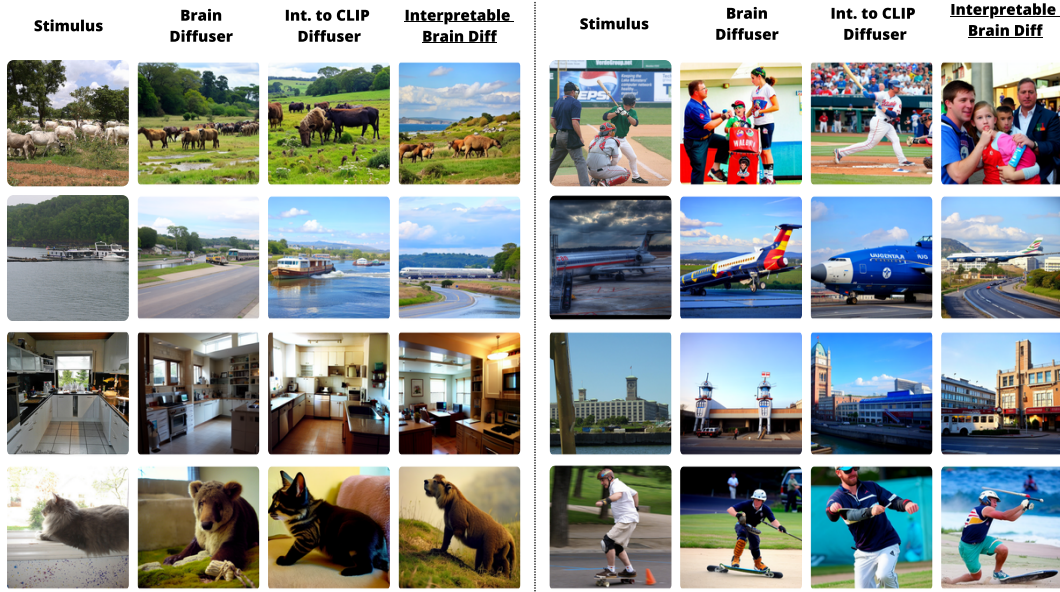 Stimulus
Brain
Diffuser
Int. to CLIP
Diffuser
Interpretable
Brain Diff
Stimulus
Brain
Diffuser
Int. to CLIP
Diffuser
Interpretable
Brain Diff
PEPSI